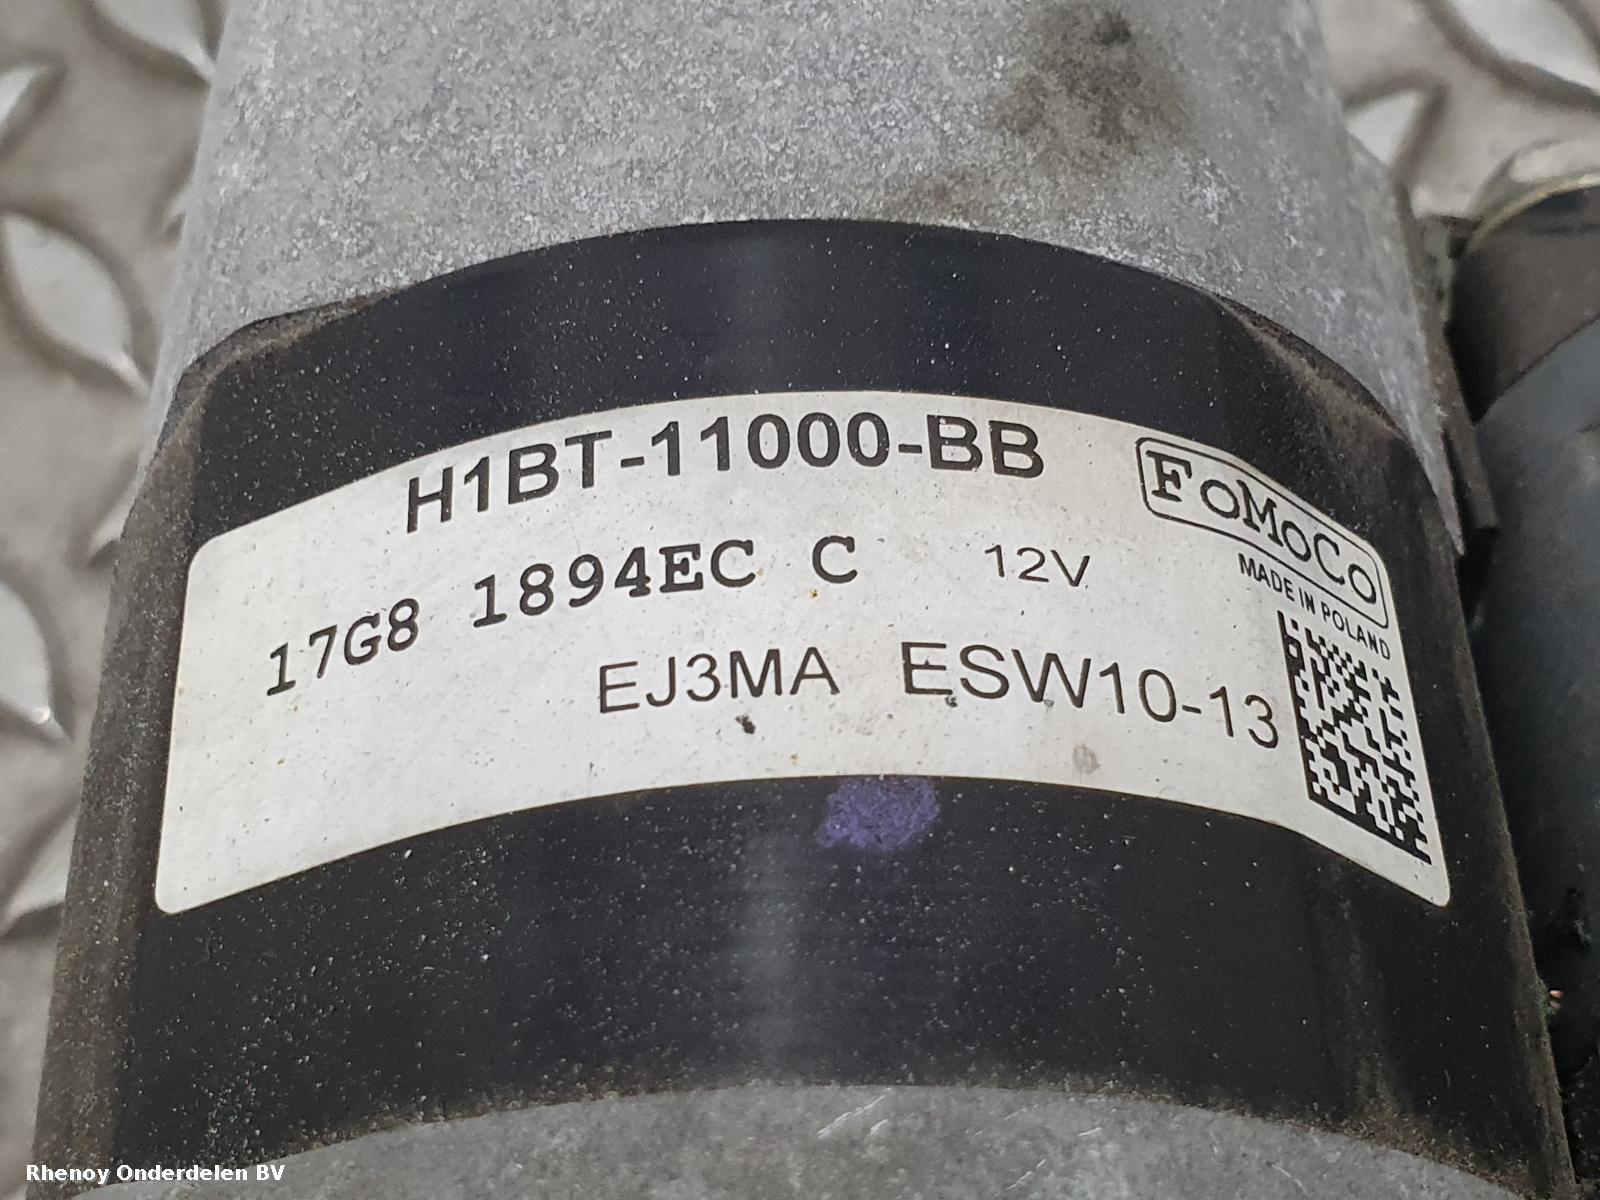 H1BT-11000-BB
FoMoCo
17G8 1894EC C 12V
MADE IN POLAND
EJ3MA ESW10-13
Rhenoy Onderdelen BV